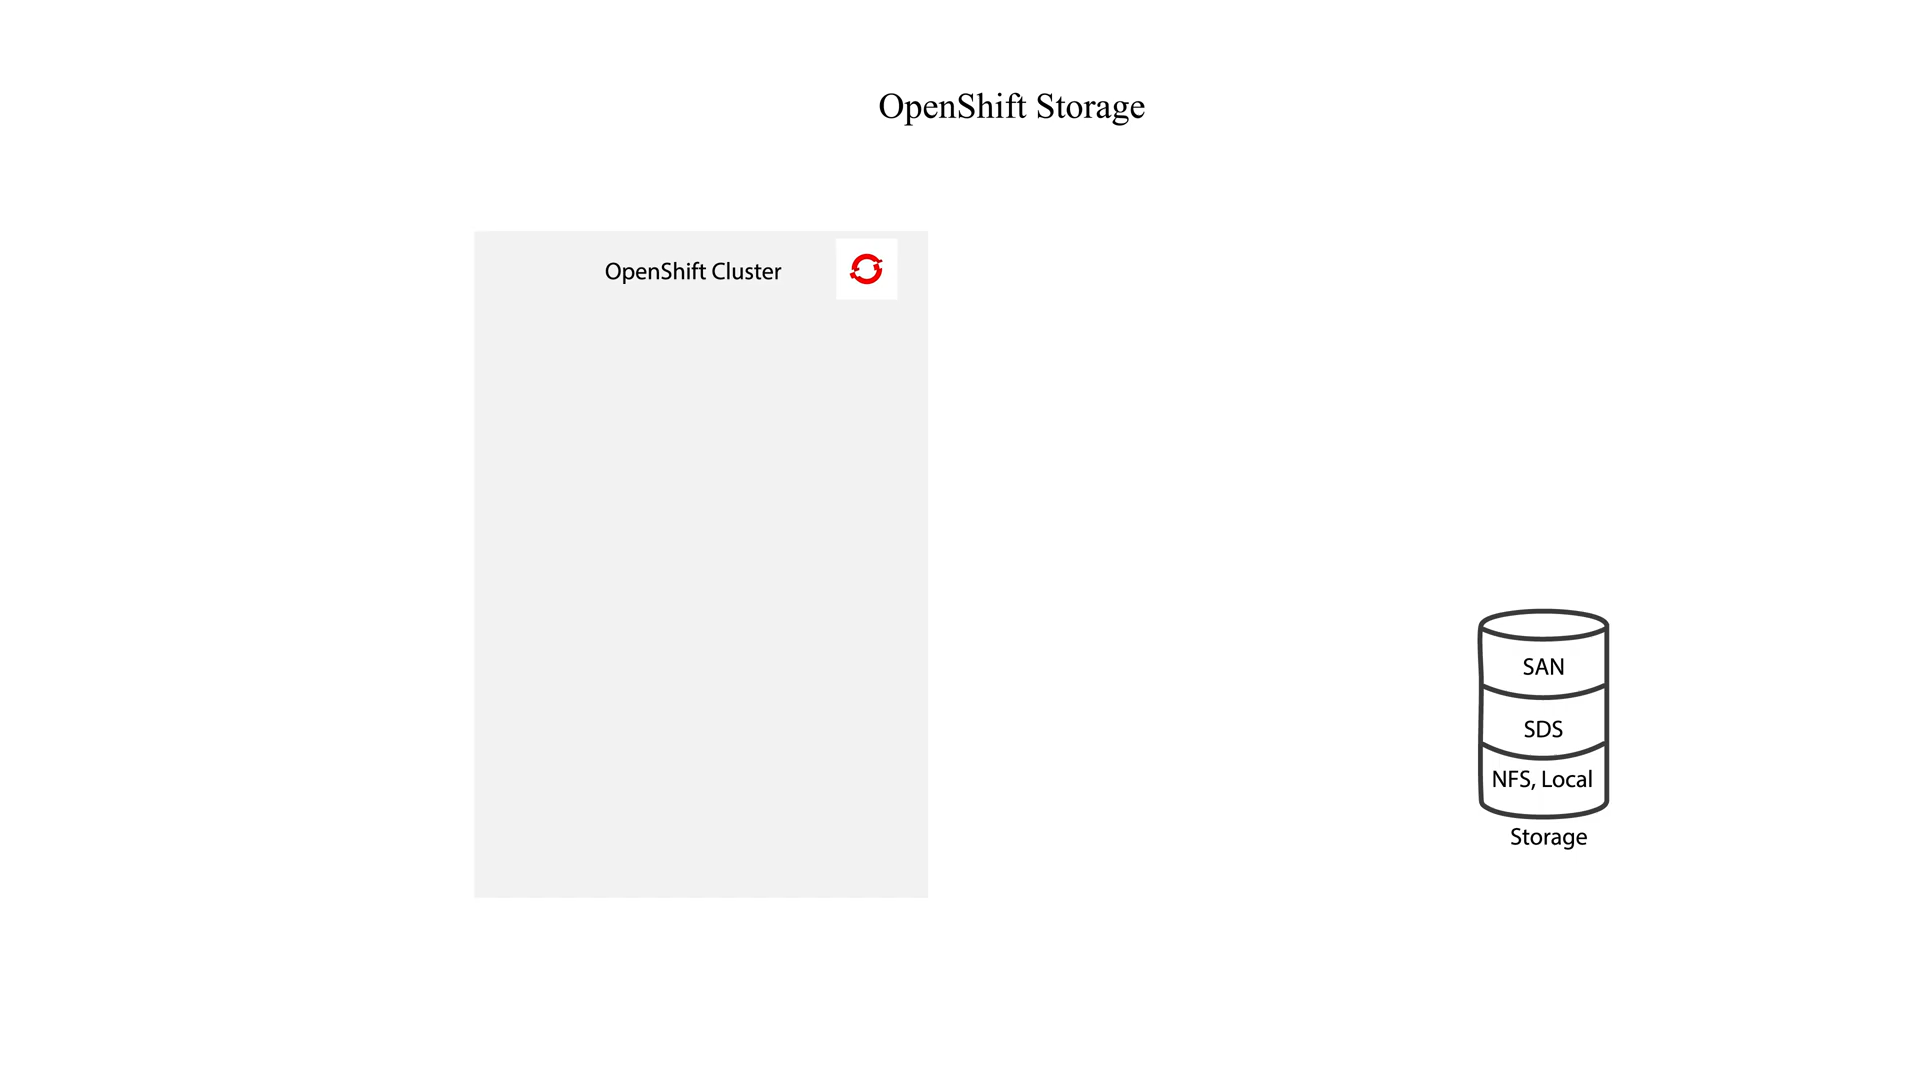 OpenShift Storage
OpenShift Cluster
SAN
SDS
NFS, Local
Storage